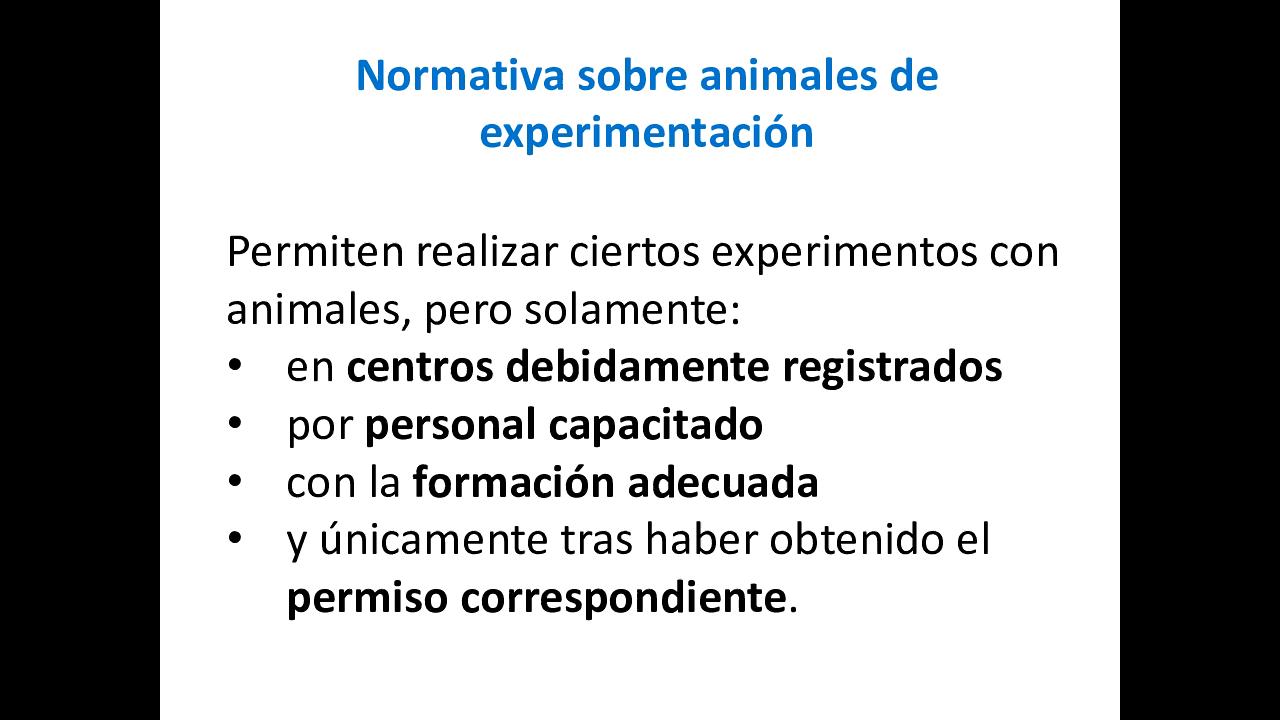 Normativa sobre animales de
experimentación
Permiten realizar ciertos experimentos con
animales, pero solamente:
• en centros debidamente registrados
• por personal capacitado
• con la formación adecuada
• y únicamente tras haber obtenido el
permiso correspondiente.